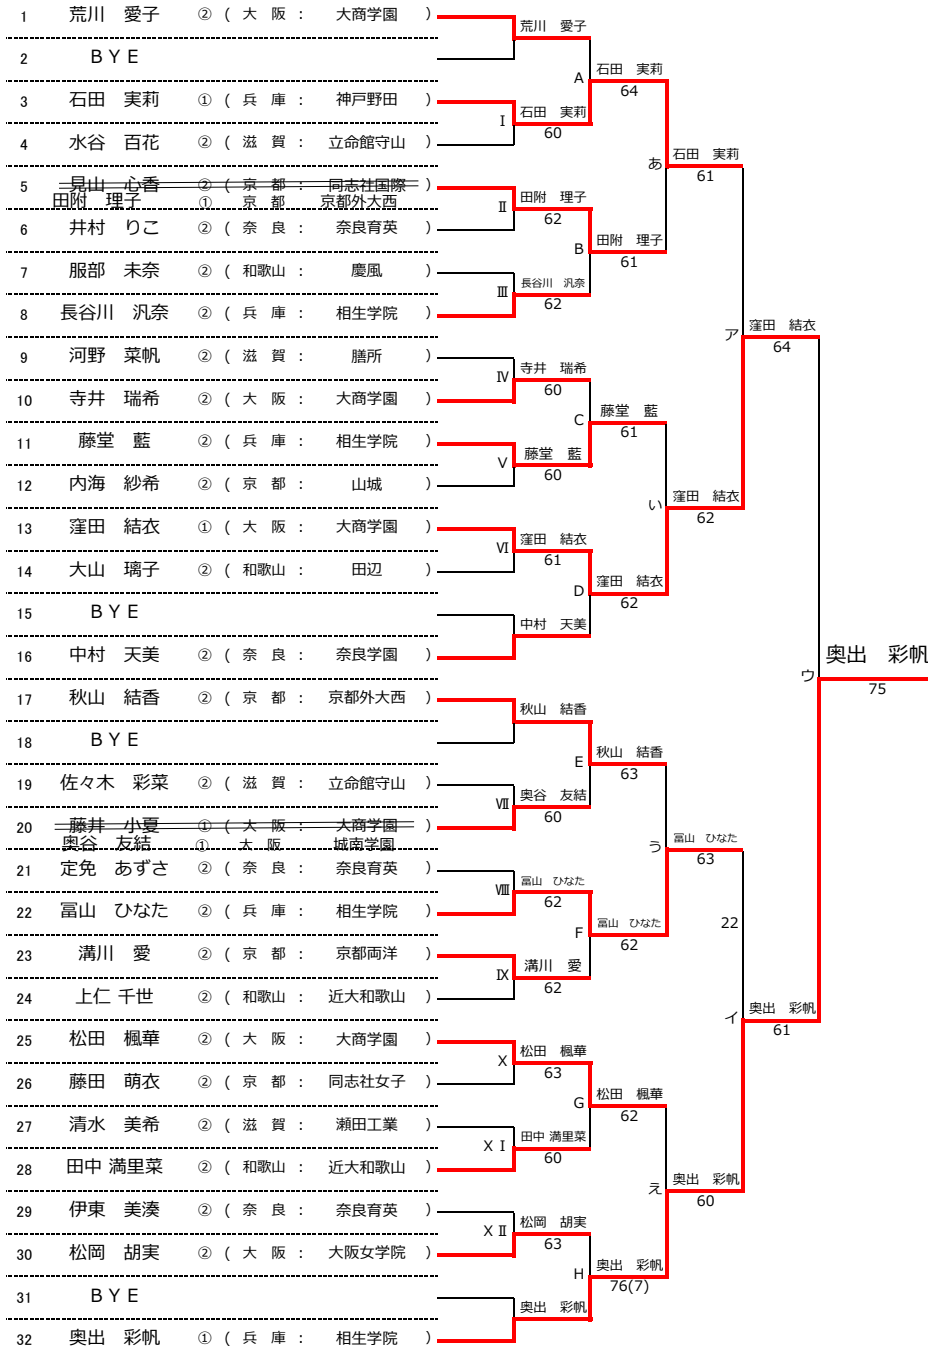 1 荒川 愛子 ② ( 大 阪 : 大商学園 )
2 BYE
3 石田 実莉 ① ( 兵 庫 : 神戸野田 )
4 水谷 百花 ② ( 滋 賀 : 立命館守山 )
5 見山 心香 ② ( 京 都 : 同志社国際 )
田附 理子 ① 京 都 京都外大西
6 井村 りこ ② ( 奈 良 : 奈良育英 )
7 服部 未奈 ② ( 和歌山 : 慶風 )
8 長谷川 汎奈 ② ( 兵 庫 : 相生学院 )
9 河野 菜帆 ② ( 滋 賀 : 膳所 )
10 寺井 瑞希 ② ( 大 阪 : 大商学園 )
11 藤堂 藍 ② ( 兵 庫 : 相生学院 )
12 内海 紗希 ② ( 京 都 : 山城 )
13 窪田 結衣 ① ( 大 阪 : 大商学園 )
14 大山 璃子 ② ( 和歌山 : 田辺 )
15 BYE
16 中村 天美 ② ( 奈 良 : 奈良学園 )
17 秋山 結香 ② ( 京 都 : 京都外大西 )
18 BYE
19 佐々木 彩菜 ② ( 滋 賀 : 立命館守山 )
20 藤井 小夏 ① ( 大 阪 : 大商学園 )
奥谷 友結 ① 大 阪 城南学園
21 定免 あずさ ② ( 奈 良 : 奈良育英 )
22 冨山 ひなた ② ( 兵 庫 : 相生学院 )
23 溝川 愛 ② ( 京 都 : 京都両洋 )
24 上仁 千世 ② ( 和歌山 : 近大和歌山 )
25 松田 楓華 ② ( 大 阪 : 大商学園 )
26 藤田 萌衣 ② ( 京 都 : 同志社女子 )
27 清水 美希 ② ( 滋 賀 : 瀬田工業 )
28 田中 満里菜 ② ( 和歌山 : 近大和歌山 )
29 伊東 美湊 ② ( 奈 良 : 奈良育英 )
30 松岡 胡実 ② ( 大 阪 : 大阪女学院 )
31 BYE
32 奥出 彩帆 ① ( 兵 庫 : 相生学院 )
荒川 愛子
Ⅰ 石田 実莉
60
Ⅱ 田附 理子
62
Ⅲ 長谷川 汎奈
62
Ⅳ 寺井 瑞希
60
Ⅴ 藤堂 藍
60
Ⅵ 窪田 結衣
61
中村 天美
秋山 結香
Ⅶ 奥谷 友結
60
Ⅷ 冨山 ひなた
62
Ⅸ 溝川 愛
62
X 松田 楓華
63
X I 田中 満里菜
60
X Ⅱ 松岡 胡実
63
奥出 彩帆
A 石田 実莉
64
B 田附 理子
61
C 藤堂 藍
61
D 窪田 結衣
62
E 秋山 結香
63
F 冨山 ひなた
62
G 松田 楓華
62
H 奥出 彩帆
76(7)
あ 石田 実莉
61
い 窪田 結衣
62
う 冨山 ひなた
63
え 奥出 彩帆
60
ア 窪田 結衣
64
22
イ 奥出 彩帆
61
ウ 奥出 彩帆
75